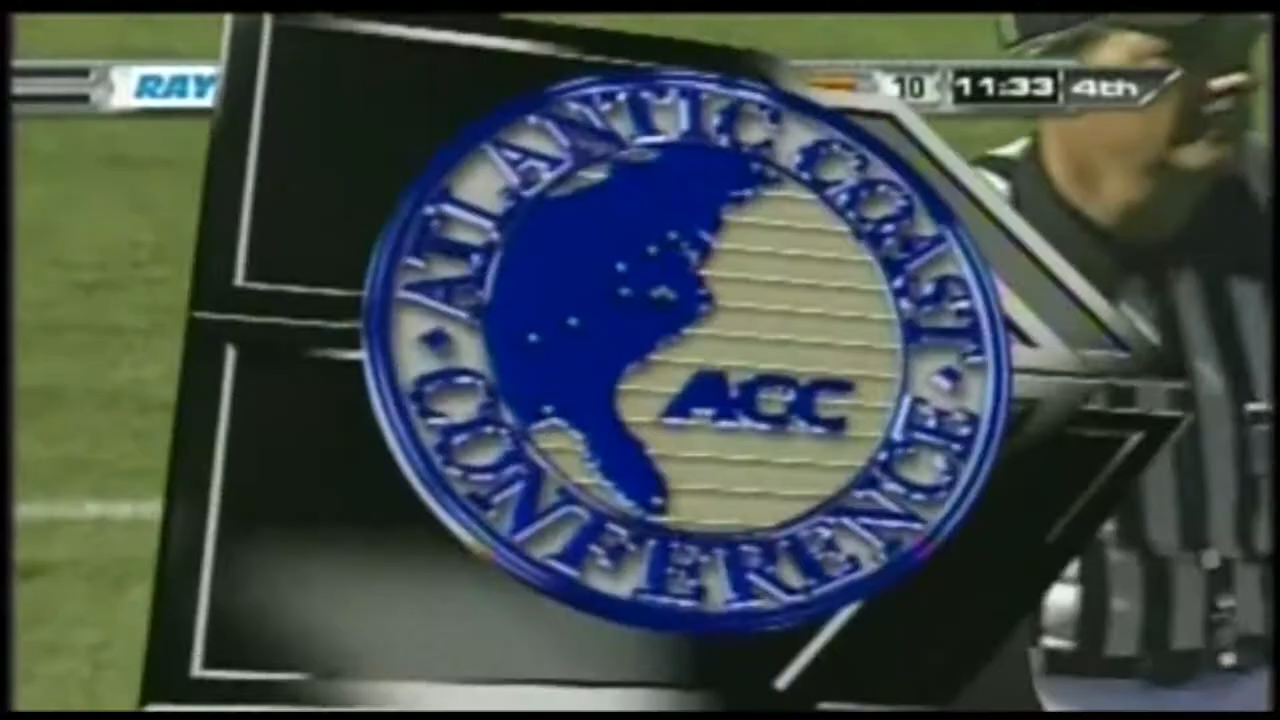 RAY
10 11:33 4th
ATLANTIC COAST
CONFERENCE
ACC